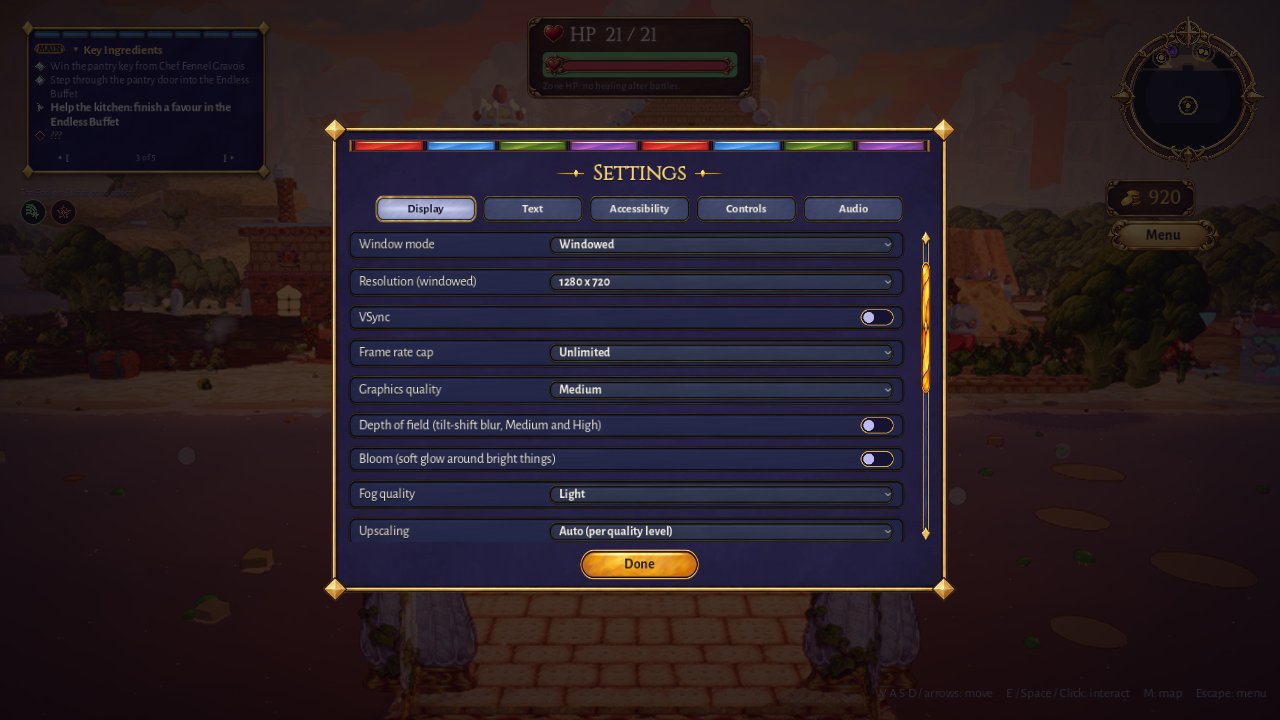 MAIN ▾ Key Ingredients
Win the pantry key from Chef Fennel Gravois
Step through the pantry door into the Endless
Buffet
Help the kitchen: finish a favour in the
Endless Buffet
???
◂ [ 3 of 5 ] ▸
HP 21 / 21
Zone HP: no healing after battles.
920
Menu
SETTINGS
Display Text Accessibility Controls Audio
Window mode Windowed
Resolution (windowed) 1280 x 720
VSync
Frame rate cap Unlimited
Graphics quality Medium
Depth of field (tilt-shift blur, Medium and High)
Bloom (soft glow around bright things)
Fog quality Light
Upscaling Auto (per quality level)
Done
W A S D / arrows: move E / Space / Click: interact M: map Escape: menu